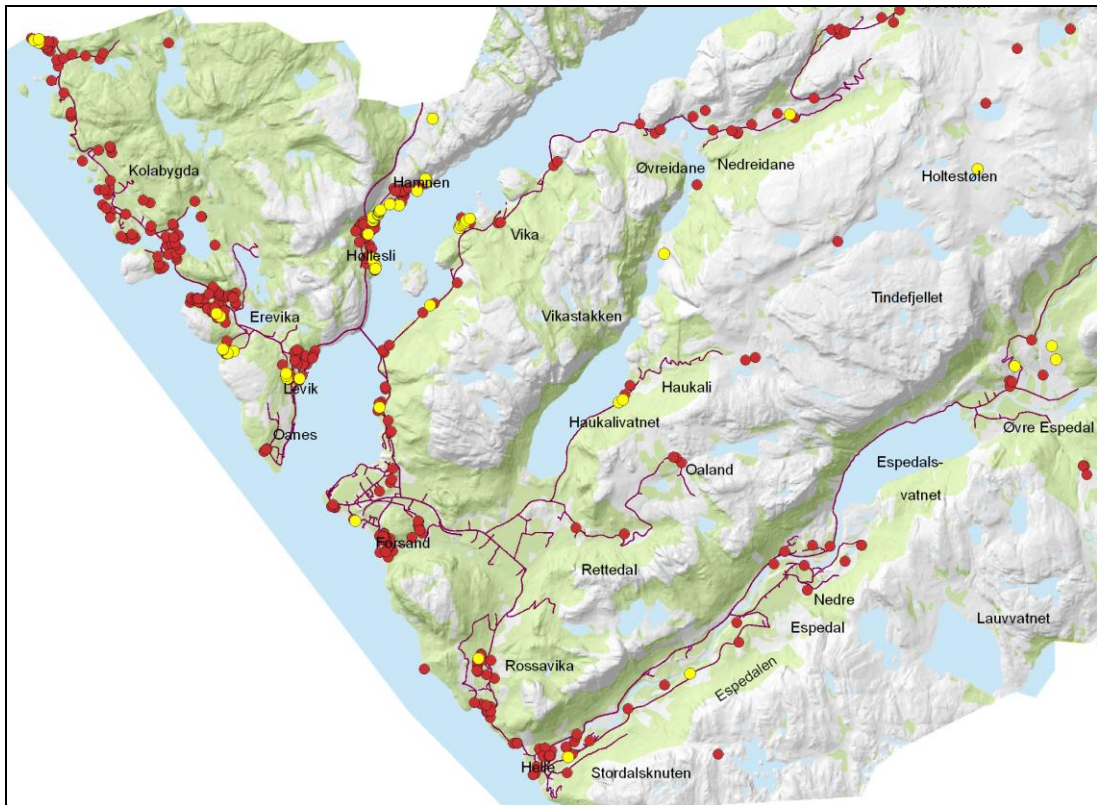 Kolabygda
Hamnen
Øvreidane
Nedreidane
Holtestølen
Vika
Høllesli
Tindefjellet
Vikastakken
Erevika
Levik
Haukali
Haukalivatnet
Øvre Espedal
Oanes
Oaland
Espedals-
vatnet
Forsand
Rettedal
Nedre
Espedal
Lauvvatnet
Rossavika
Espedalen
Helle
Stordalsknuten